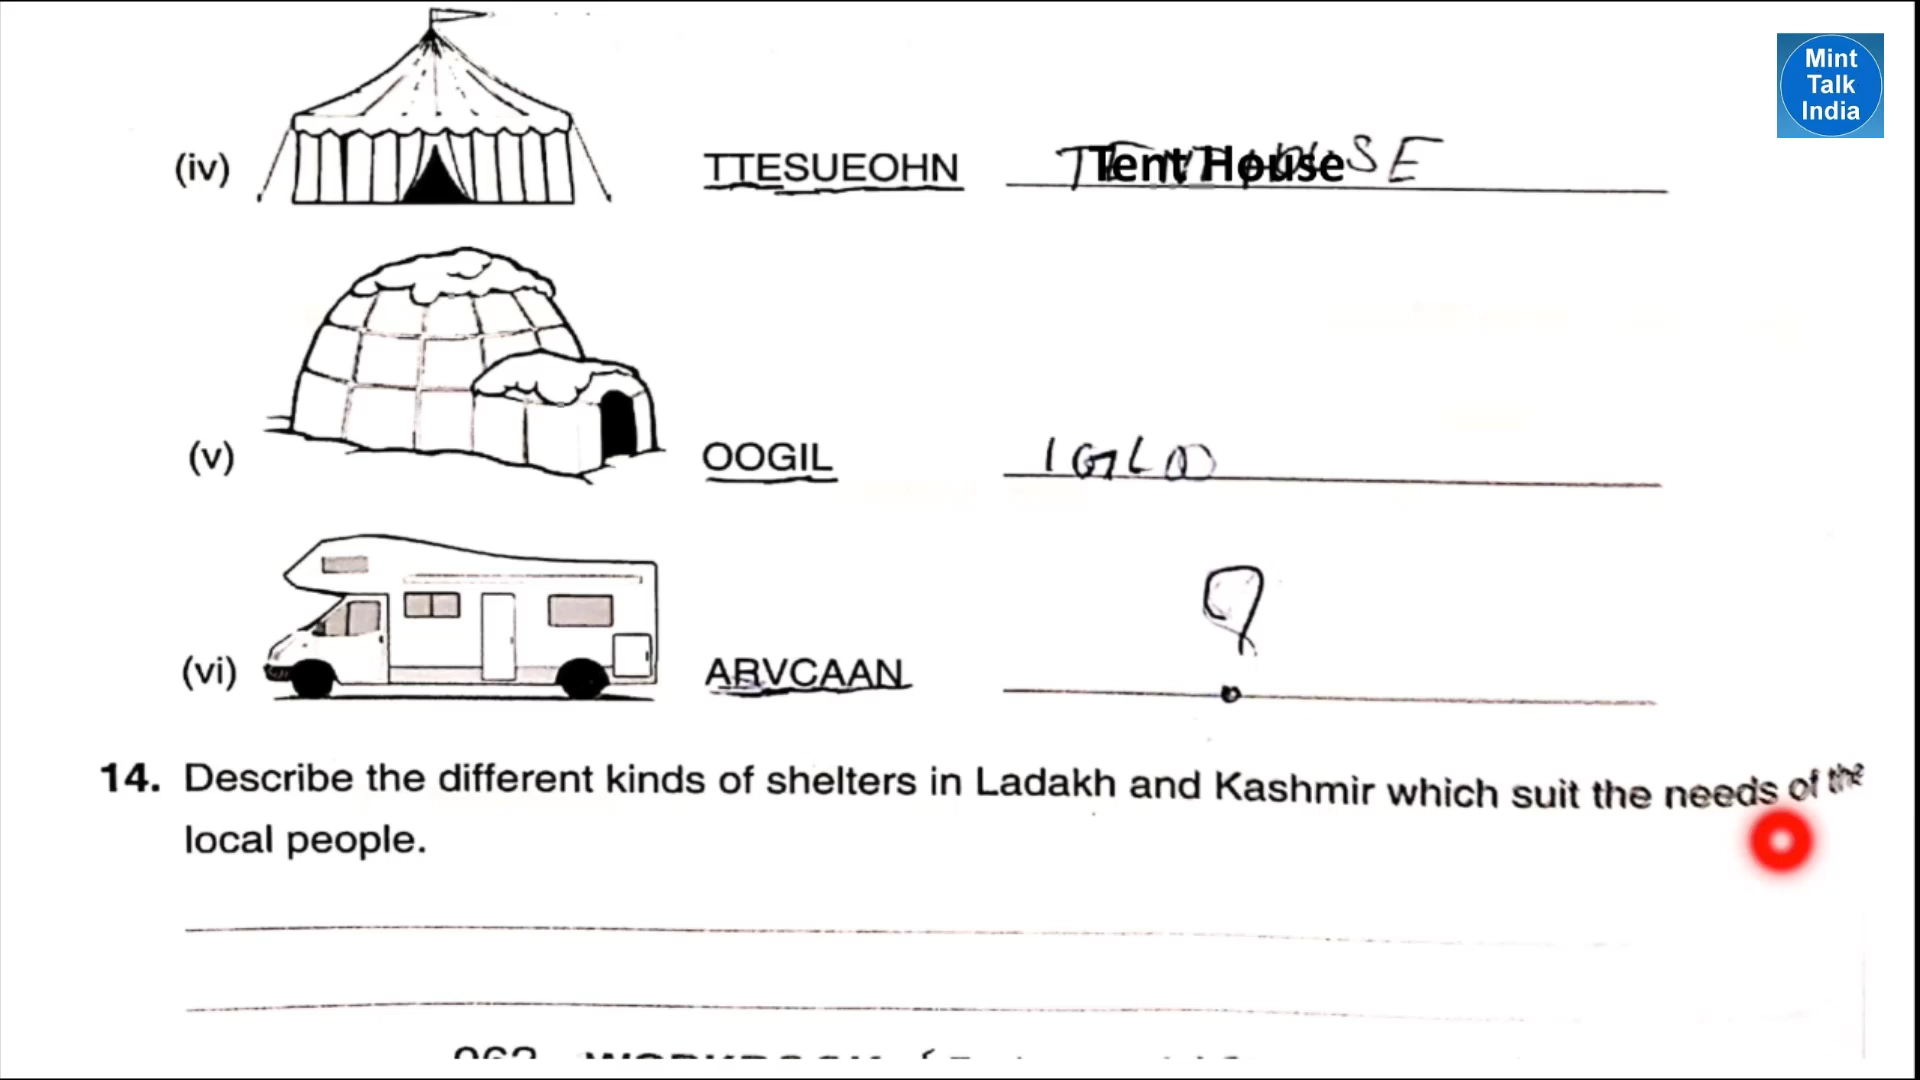 Mint
Talk
India
(iv) TTESUEOHN Tent House
(v) OOGIL IGLOO
(vi) ARVCAAN ?
14. Describe the different kinds of shelters in Ladakh and Kashmir which suit the needs of the
local people.